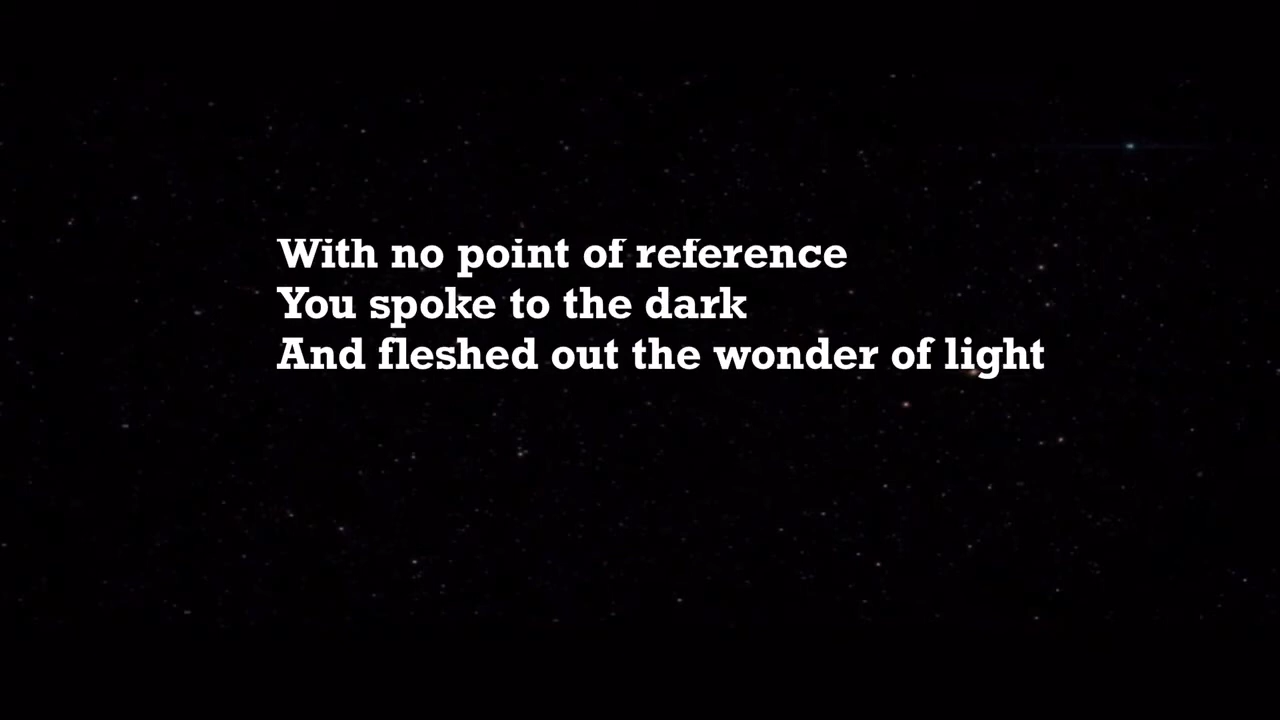 With no point of reference
You spoke to the dark
And fleshed out the wonder of light